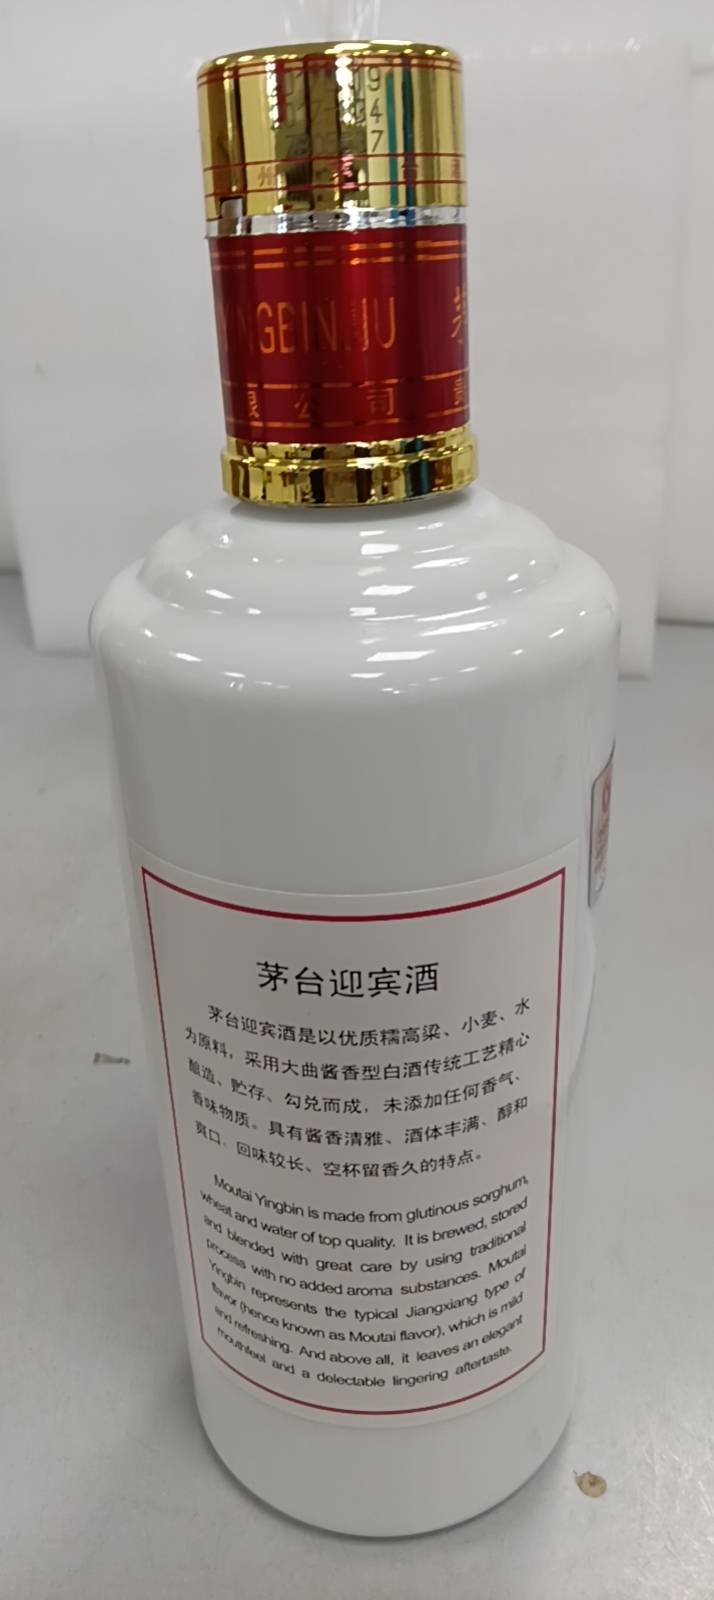 州 台 酒
YINGBINJIU
限公司 贵
茅台迎宾酒
茅台迎宾酒是以优质糯高粱、小麦、水
为原料，采用大曲酱香型白酒传统工艺精心
酿造、贮存、勾兑而成，未添加任何香气、
香味物质。具有酱香清雅、酒体丰满、醇和
爽口、回味较长、空杯留香久的特点。
Moutai Yingbin is made from glutinous sorghum,
wheat and water of top quality. It is brewed, stored
and blended with great care by using traditional
process with no added aroma substances. Moutai
Yingbin represents the typical Jiangxiang type of
flavor (hence known as Moutai flavor), which is mild
and refreshing. And above all, it leaves an elegant
mouthfeel and a delectable lingering aftertaste.